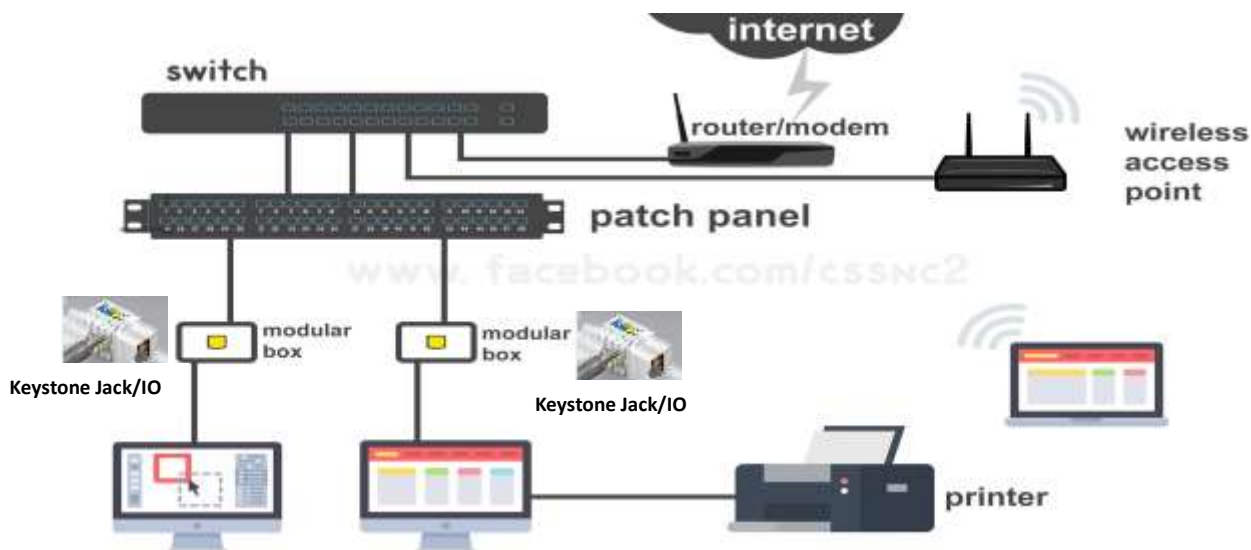 internet
switch
router/modem
wireless
access
point
patch panel
www. facebook.com/cssnc2
modular
box
modular
box
Keystone Jack/IO
Keystone Jack/IO
printer